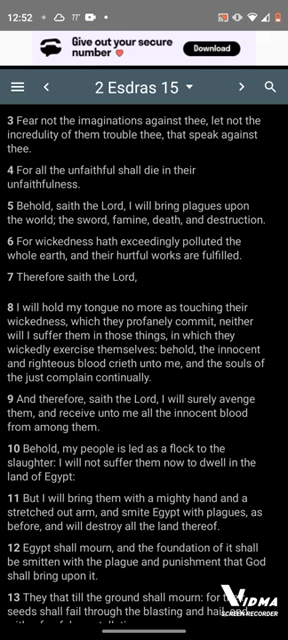 12:52
Give out your secure
number
Download
2 Esdras 15
3 Fear not the imaginations against thee, let not the
incredulity of them trouble thee, that speak against
thee.
4 For all the unfaithful shall die in their
unfaithfulness.
5 Behold, saith the Lord, I will bring plagues upon
the world; the sword, famine, death, and destruction.
6 For wickedness hath exceedingly polluted the
whole earth, and their hurtful works are fulfilled.
7 Therefore saith the Lord,
8 I will hold my tongue no more as touching their
wickedness, which they profanely commit, neither
will I suffer them in those things, in which they
wickedly exercise themselves: behold, the innocent
and righteous blood crieth unto me, and the souls of
the just complain continually.
9 And therefore, saith the Lord, I will surely avenge
them, and receive unto me all the innocent blood
from among them.
10 Behold, my people is led as a flock to the
slaughter: I will not suffer them now to dwell in the
land of Egypt:
11 But I will bring them with a mighty hand and a
stretched out arm, and smite Egypt with plagues, as
before, and will destroy all the land thereof.
12 Egypt shall mourn, and the foundation of it shall
be smitten with the plague and punishment that God
shall bring upon it.
13 They that till the ground shall mourn: for their
seeds shall fail through the blasting and hail, and
VIDMA
SCREEN RECORDER